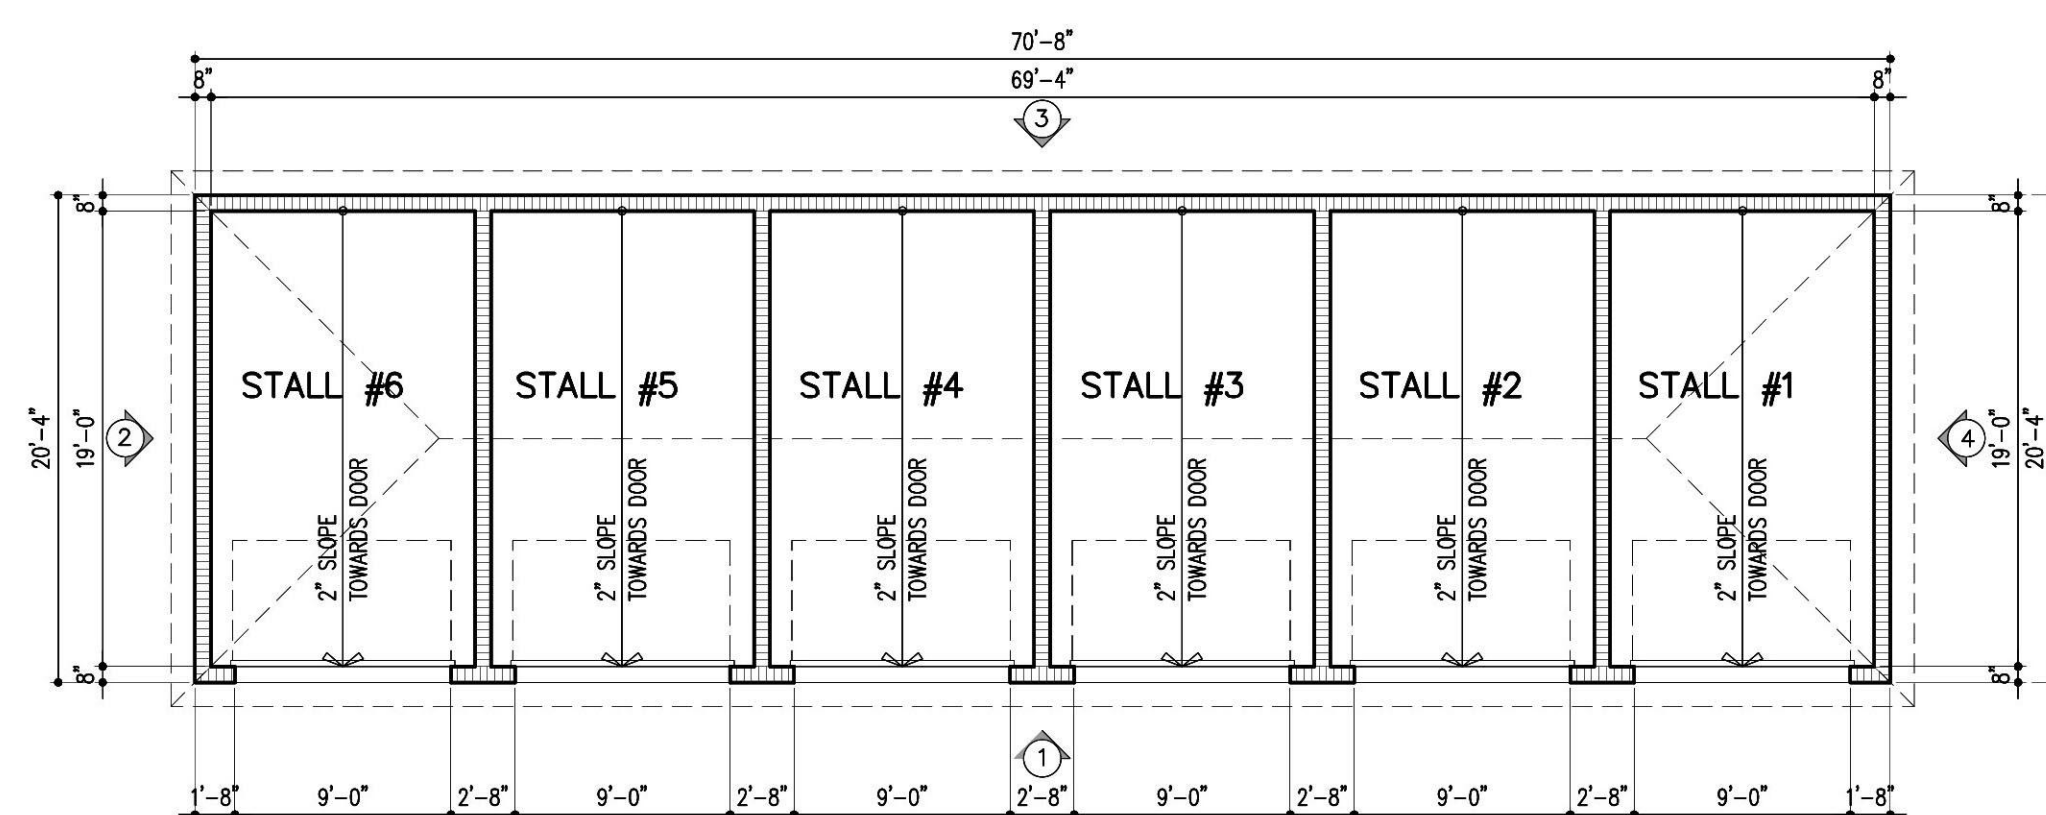 70'-8"
8" 69'-4" 8"
3
8" 8"
STALL #6 STALL #5 STALL #4 STALL #3 STALL #2 STALL #1
20'-4" 19'-0" 2 4 19'-0" 20'-4"
2" SLOPE
TOWARDS DOOR
2" SLOPE
TOWARDS DOOR
2" SLOPE
TOWARDS DOOR
2" SLOPE
TOWARDS DOOR
2" SLOPE
TOWARDS DOOR
2" SLOPE
TOWARDS DOOR
8" 8"
1
1'-8" 9'-0" 2'-8" 9'-0" 2'-8" 9'-0" 2'-8" 9'-0" 2'-8" 9'-0" 2'-8" 9'-0" 1'-8"